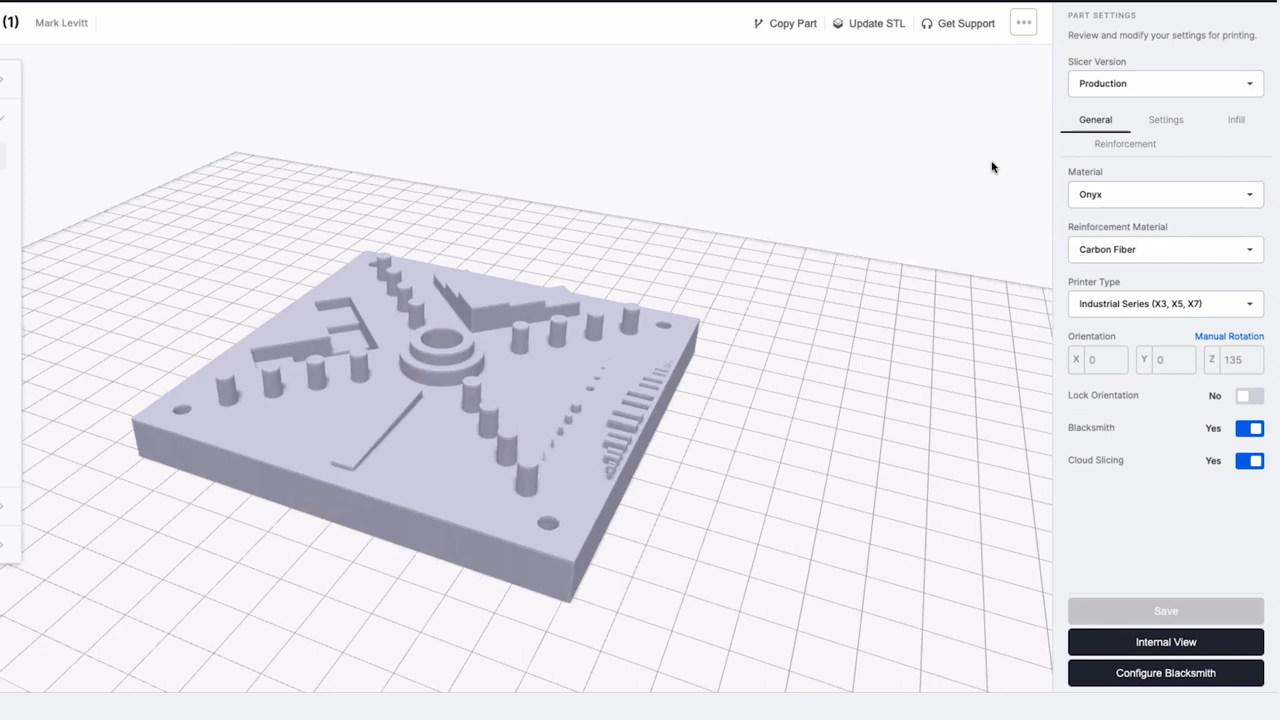 (1) Mark Levitt Copy Part Update STL Get Support
PART SETTINGS
Review and modify your settings for printing.
Slicer Version
Production
General Settings Infill
Reinforcement
Material
Onyx
Reinforcement Material
Carbon Fiber
Printer Type
Industrial Series (X3, X5, X7)
Orientation Manual Rotation
X 0 Y 0 Z 135
Lock Orientation No
Blacksmith Yes
Cloud Slicing Yes
Save
Internal View
Configure Blacksmith